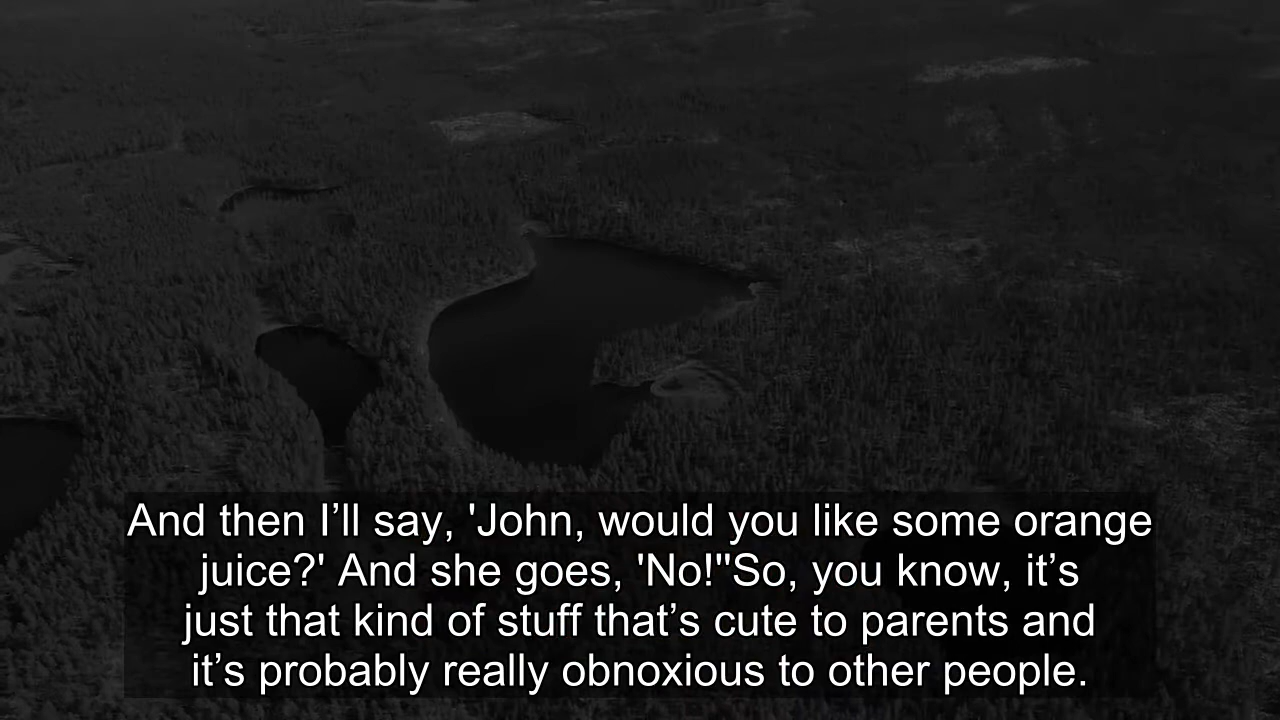 And then I’ll say, 'John, would you like some orange
juice?' And she goes, 'No!''So, you know, it’s
just that kind of stuff that’s cute to parents and
it’s probably really obnoxious to other people.